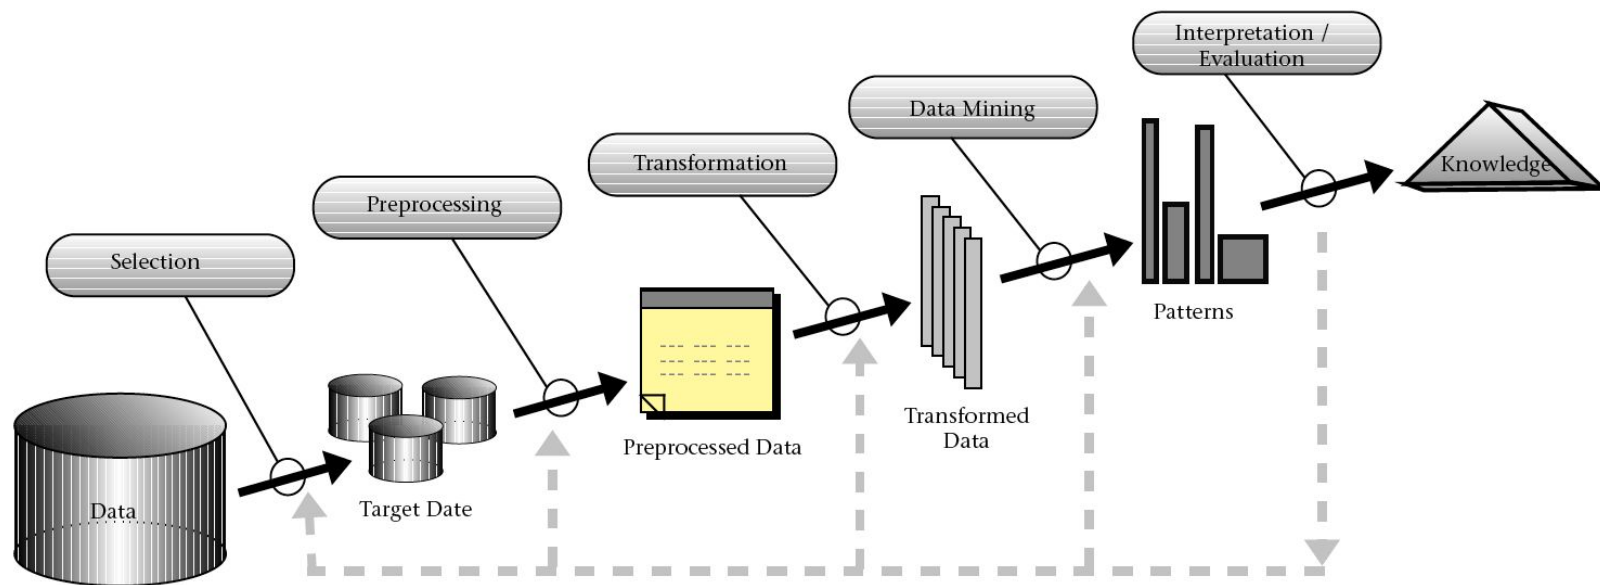 Interpretation /
Evaluation
Data Mining
Transformation
Preprocessing
Selection
Data
Target Date
Preprocessed Data
Transformed
Data
Patterns
Knowledge